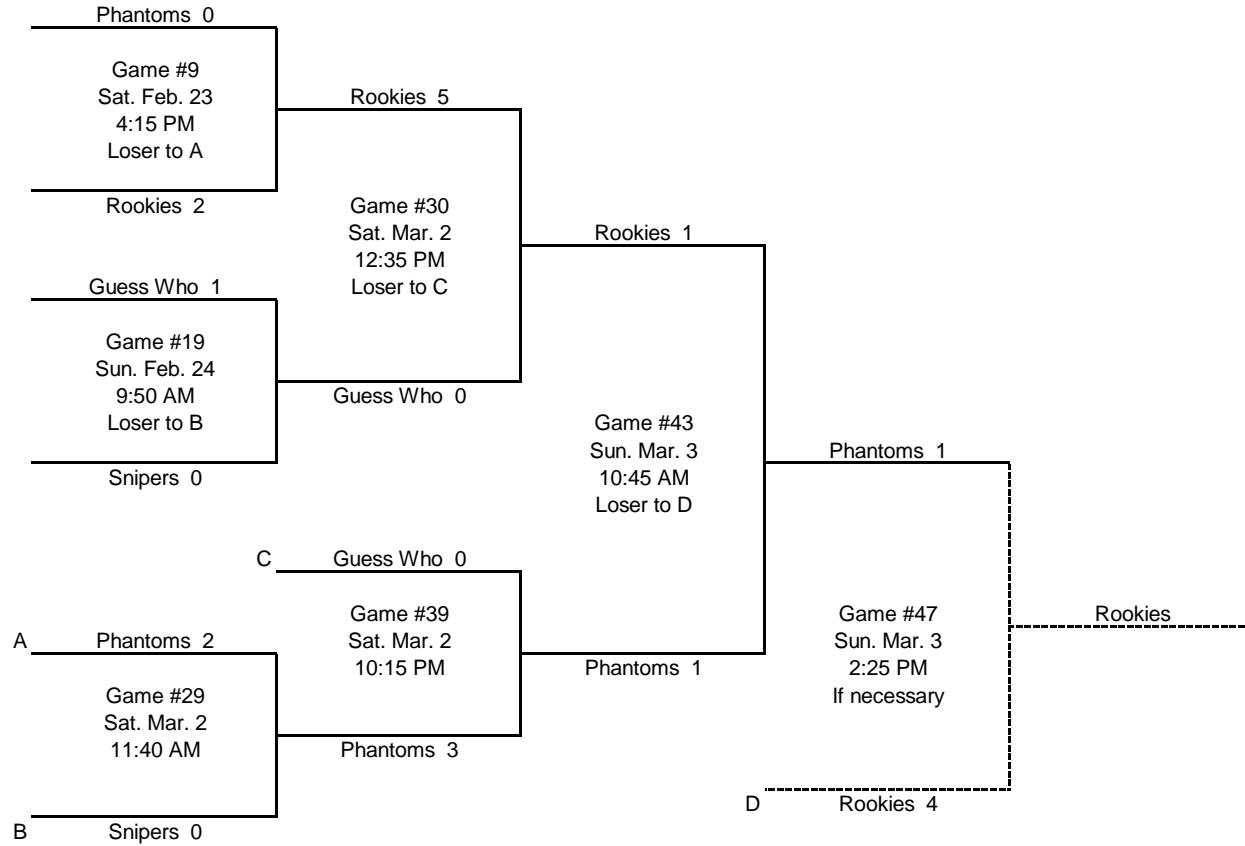 Phantoms 0
Game #9
Sat. Feb. 23
4:15 PM
Loser to A
Rookies 2
Rookies 5
Game #30
Sat. Mar. 2
12:35 PM
Loser to C
Guess Who 0
Guess Who 1
Game #19
Sun. Feb. 24
9:50 AM
Loser to B
Snipers 0
Rookies 1
Game #43
Sun. Mar. 3
10:45 AM
Loser to D
Phantoms 1
C
Guess Who 0
Game #39
Sat. Mar. 2
10:15 PM
Phantoms 3
A
Phantoms 2
Game #29
Sat. Mar. 2
11:40 AM
B
Snipers 0
Phantoms 1
Game #47
Sun. Mar. 3
2:25 PM
If necessary
D
Rookies 4
Rookies